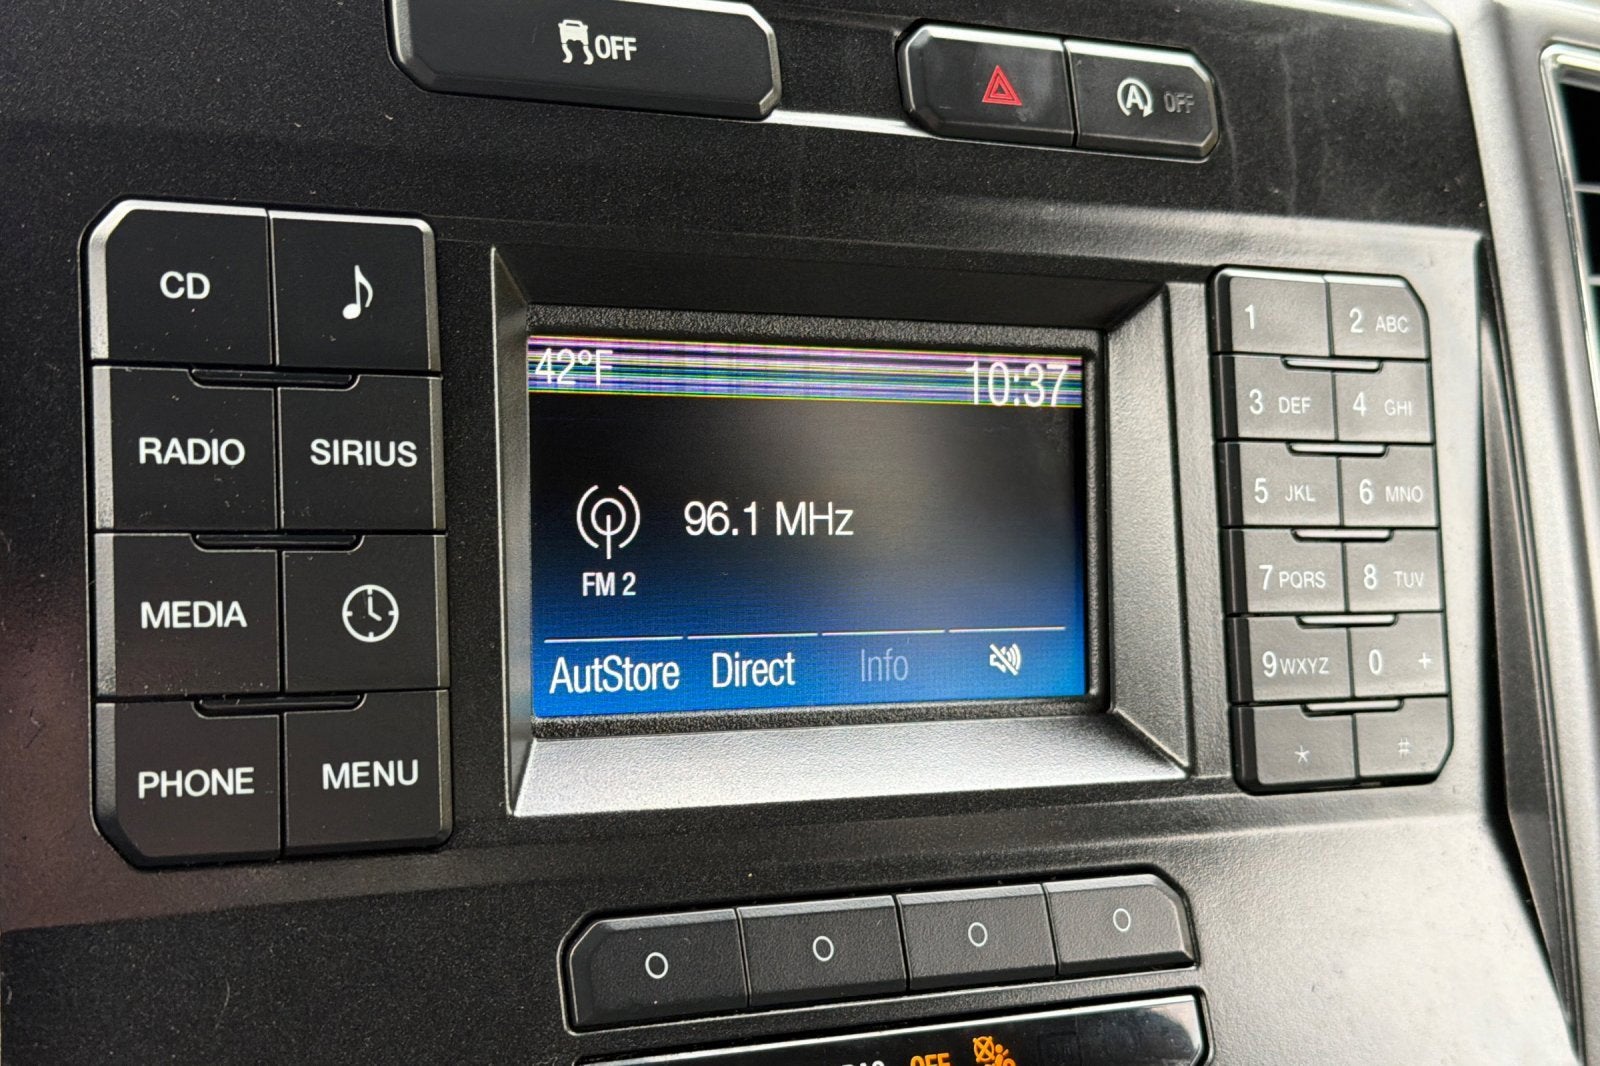 OFF
A OFF
CD
RADIO SIRIUS
MEDIA
PHONE MENU
42°F 10:37
96.1 MHz
FM 2
AutStore Direct Info
1 2 ABC
3 DEF 4 GHI
5 JKL 6 MNO
7 PQRS 8 TUV
9 WXYZ 0 +
* #
OFF